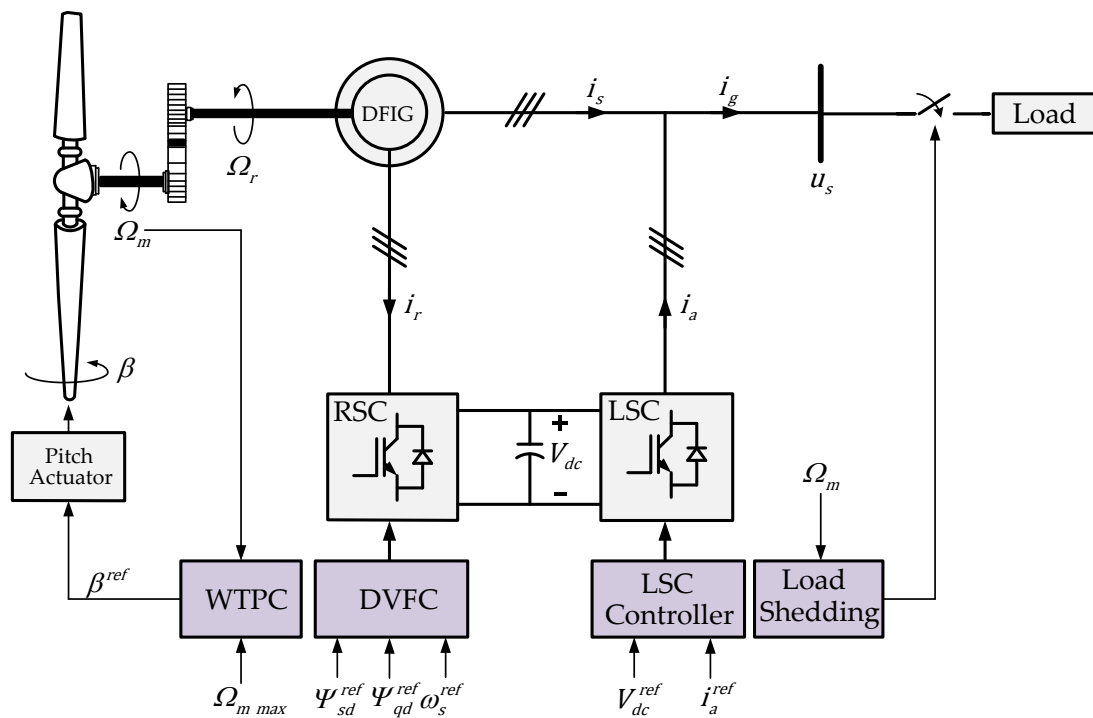 DFIG
i_s
i_g
Load
Ω_r
u_s
Ω_m
i_r
i_a
β
RSC
LSC
+
V_dc
−
Pitch
Actuator
Ω_m
β^ref
WTPC
DVFC
LSC
Controller
Load
Shedding
Ω_m max
Ψ_sd^ref
Ψ_qd^ref
ω_s^ref
V_dc^ref
i_a^ref